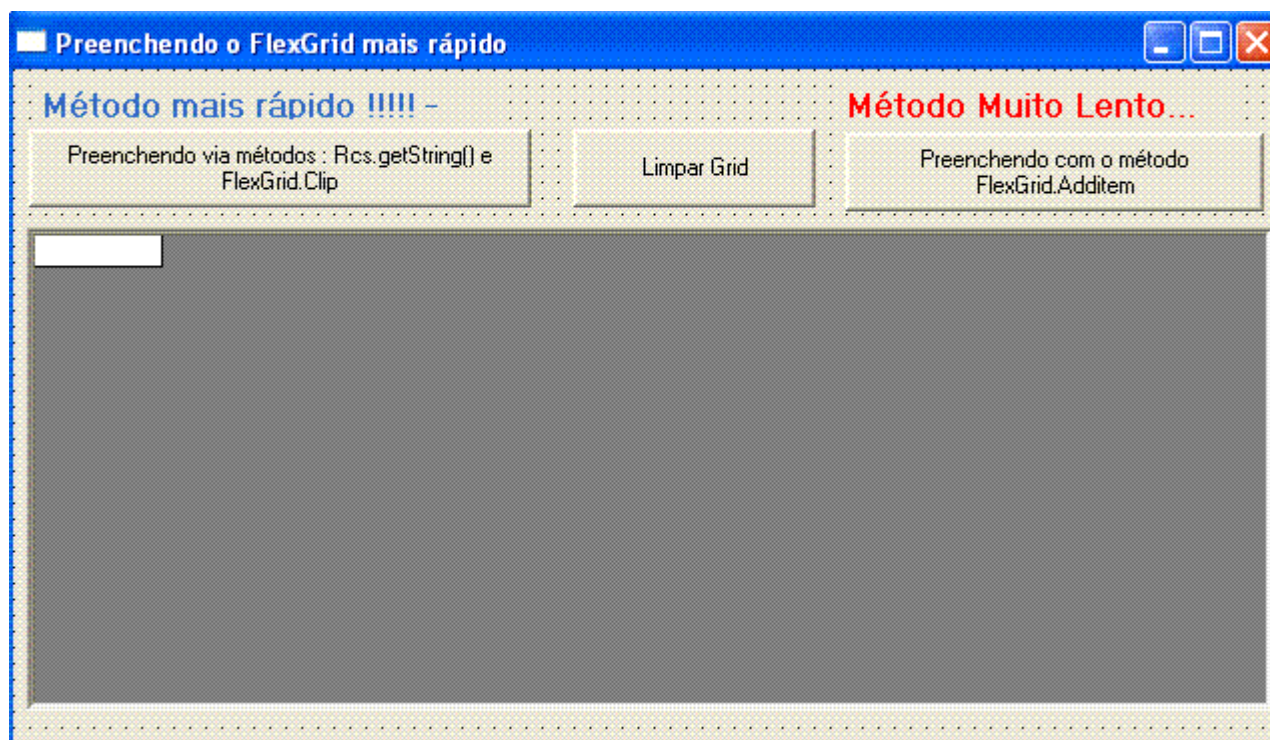 Preenchendo o FlexGrid mais rápido
Método mais rápido !!!!! -
Método Muito Lento...
Preenchendo via métodos : Rcs.getString() e
FlexGrid.Clip
Limpar Grid
Preenchendo com o método
FlexGrid.Additem